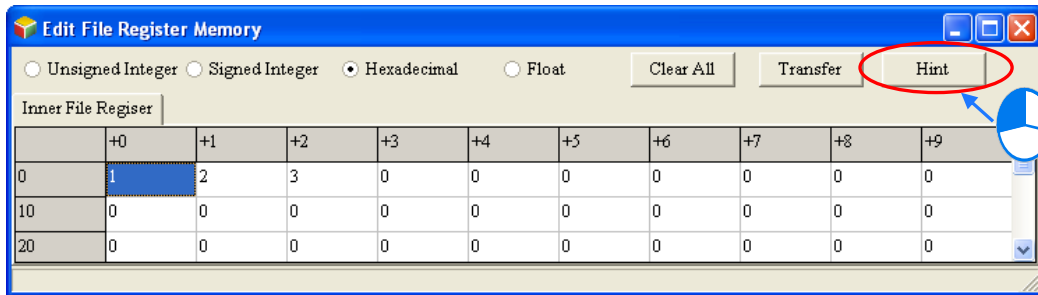 Edit File Register Memory
Unsigned Integer Signed Integer Hexadecimal Float Clear All Transfer Hint
Inner File Regiser
+0 +1 +2 +3 +4 +5 +6 +7 +8 +9
0 1 2 3 0 0 0 0 0 0 0
10 0 0 0 0 0 0 0 0 0 0
20 0 0 0 0 0 0 0 0 0 0